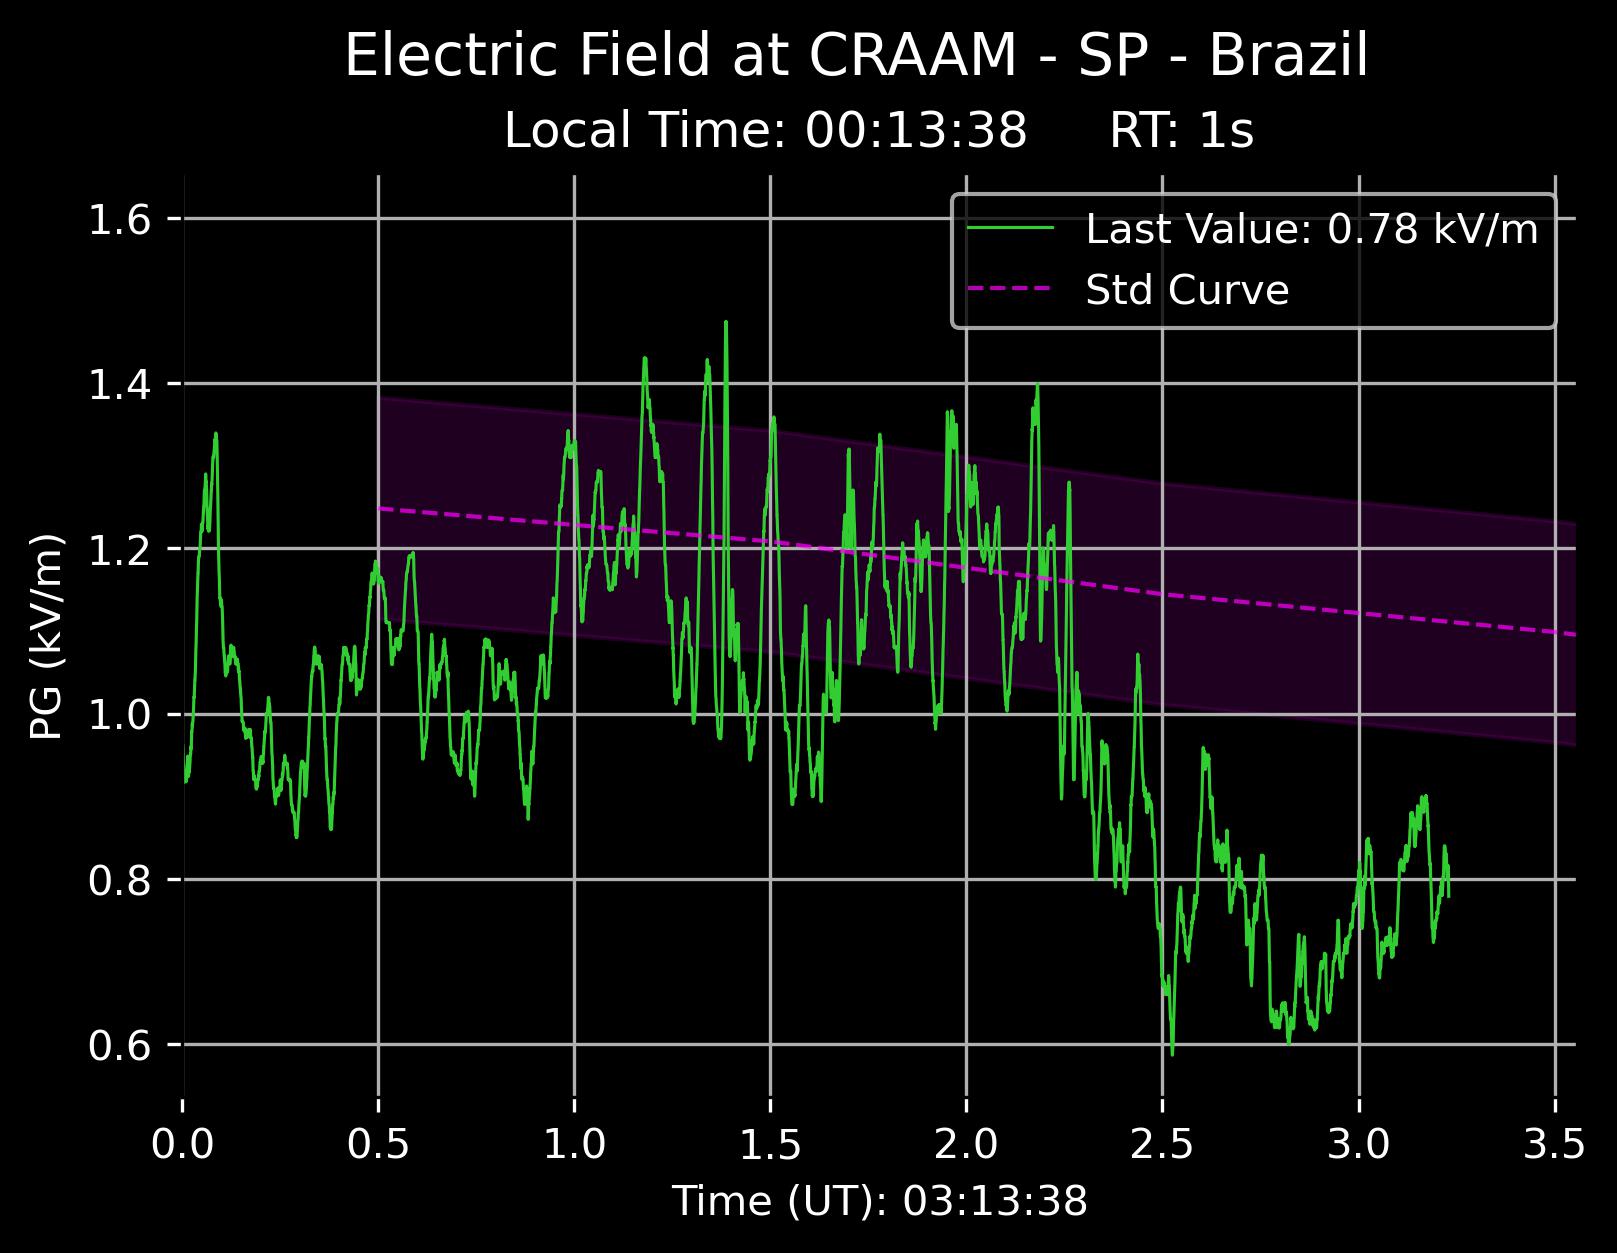 Electric Field at CRAAM - SP - Brazil
Local Time: 00:13:38 RT: 1s
Last Value: 0.78 kV/m
Std Curve
PG (kV/m)
1.6
1.4
1.2
1.0
0.8
0.6
0.0 0.5 1.0 1.5 2.0 2.5 3.0 3.5
Time (UT): 03:13:38